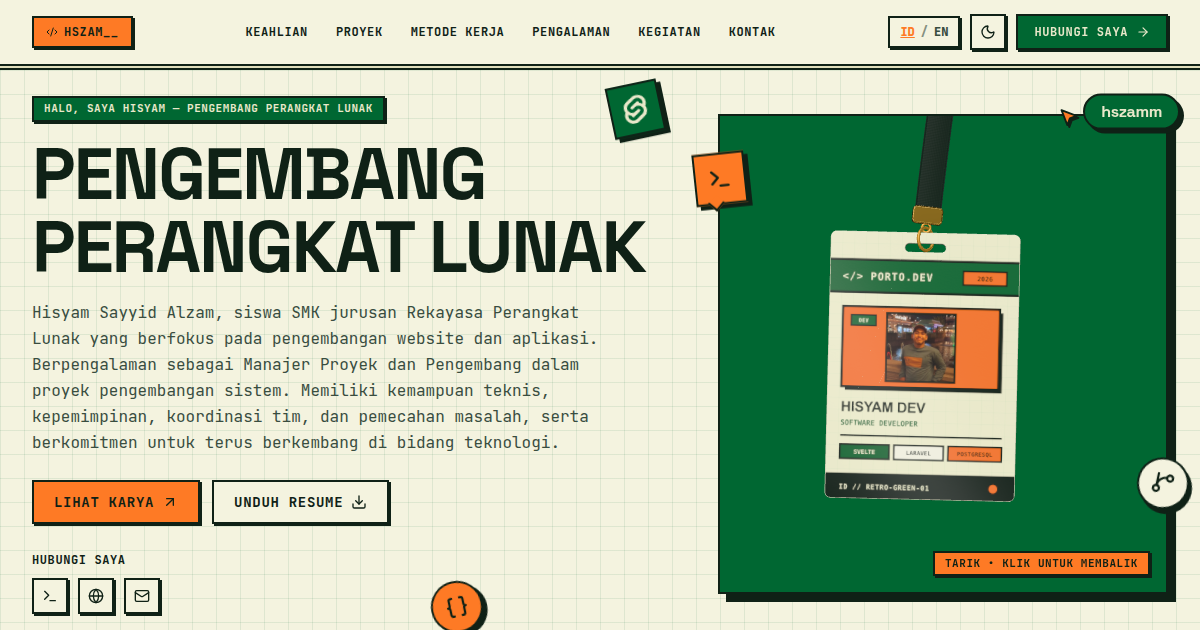 </> HSZAM__
KEAHLIAN
PROYEK
METODE KERJA
PENGALAMAN
KEGIATAN
KONTAK
ID / EN
HUBUNGI SAYA →
HALO, SAYA HISYAM — PENGEMBANG PERANGKAT LUNAK
PENGEMBANG
PERANGKAT LUNAK
Hisyam Sayyid Alzam, siswa SMK jurusan Rekayasa Perangkat
Lunak yang berfokus pada pengembangan website dan aplikasi.
Berpengalaman sebagai Manajer Proyek dan Pengembang dalam
proyek pengembangan sistem. Memiliki kemampuan teknis,
kepemimpinan, koordinasi tim, dan pemecahan masalah, serta
berkomitmen untuk terus berkembang di bidang teknologi.
LIHAT KARYA
UNDUH RESUME
HUBUNGI SAYA
{}
hszamm
</> PORTO.DEV
2026
DEV
HISYAM DEV
SOFTWARE DEVELOPER
SVELTE
LARAVEL
POSTGRESQL
ID // RETRO-GREEN-01
TARIK • KLIK UNTUK MEMBALIK